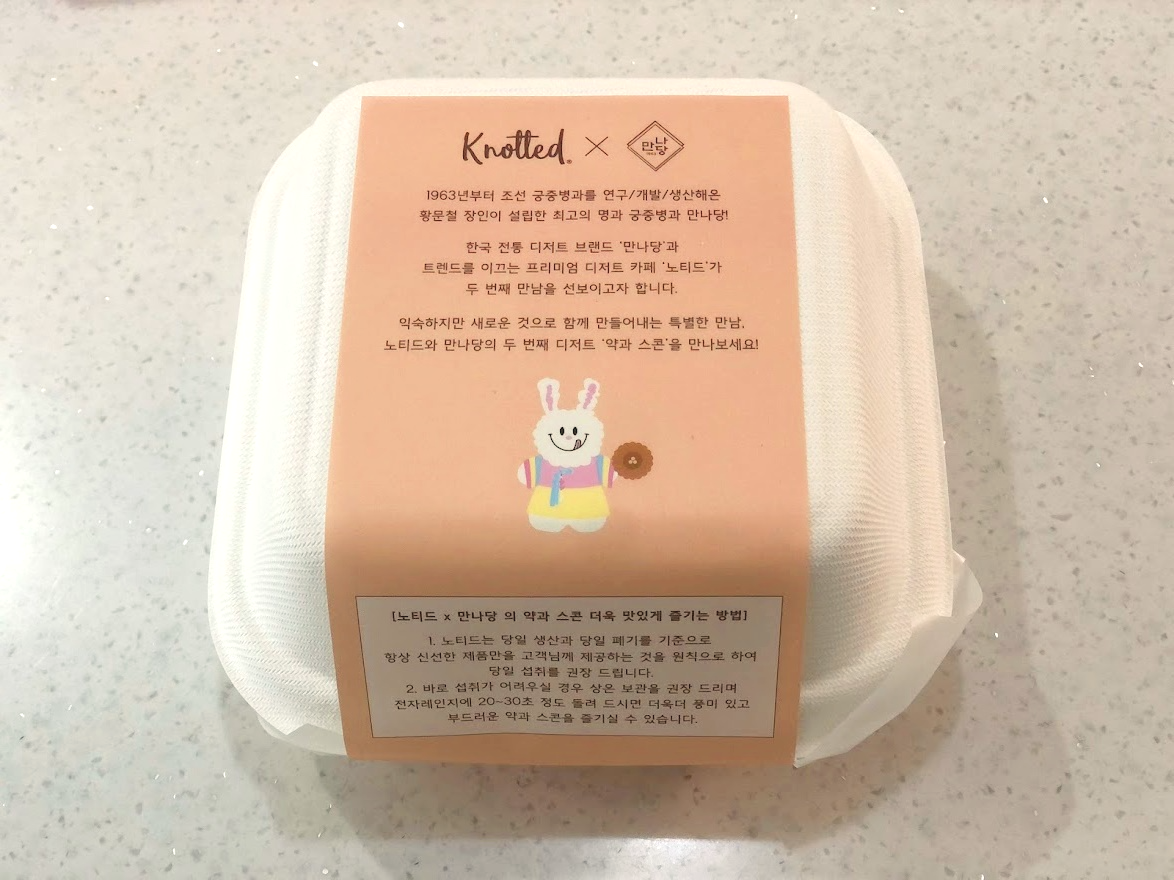 Knotted. × 만나당
1963년부터 조선 궁중병과를 연구/개발/생산해온
황문철 장인이 설립한 최고의 명과 궁중병과 만나당!
한국 전통 디저트 브랜드 '만나당'과
트렌드를 이끄는 프리미엄 디저트 카페 '노티드'가
두 번째 만남을 선보이고자 합니다.
익숙하지만 새로운 것으로 함께 만들어내는 특별한 만남,
노티드와 만나당의 두 번째 디저트 '약과 스콘'을 만나보세요!
[노티드 x 만나당 의 약과 스콘 더욱 맛있게 즐기는 방법]
1. 노티드는 당일 생산과 당일 폐기를 기준으로
항상 신선한 제품만을 고객님께 제공하는 것을 원칙으로 하여
당일 섭취를 권장 드립니다.
2. 바로 섭취가 어려우실 경우 상온 보관을 권장 드리며
전자레인지에 20~30초 정도 돌려 드시면 더욱더 풍미 있고
부드러운 약과 스콘을 즐기실 수 있습니다.